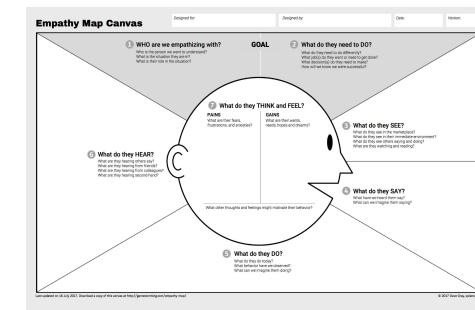 Empathy Map Canvas
Designed for:
Designed by:
Date:
Version:
1 WHO are we empathizing with?
Who is the person we want to understand?
What is the situation they are in?
What is their role in the situation?
GOAL
2 What do they need to DO?
What do they need to do differently?
What job(s) do they want or need to get done?
What decision(s) do they need to make?
How will we know we were successful?
3 What do they SEE?
What do they see in the marketplace?
What do they see in their immediate environment?
What do they see others saying and doing?
What are they watching and reading?
4 What do they SAY?
What have we heard them say?
What can we imagine them saying?
5 What do they DO?
What do they do today?
What behavior have we observed?
What can we imagine them doing?
6 What do they HEAR?
What are they hearing others say?
What are they hearing from friends?
What are they hearing from colleagues?
What are they hearing second-hand?
7 What do they THINK and FEEL?
PAINS
What are their fears,
frustrations, and anxieties?
GAINS
What are their wants,
needs, hopes and dreams?
What other thoughts and feelings might motivate their behavior?
Last updated on 16 July 2017. Download a copy of this canvas at http://gamestorming.com/empathy-map/
© 2017 Dave Gray, xplane